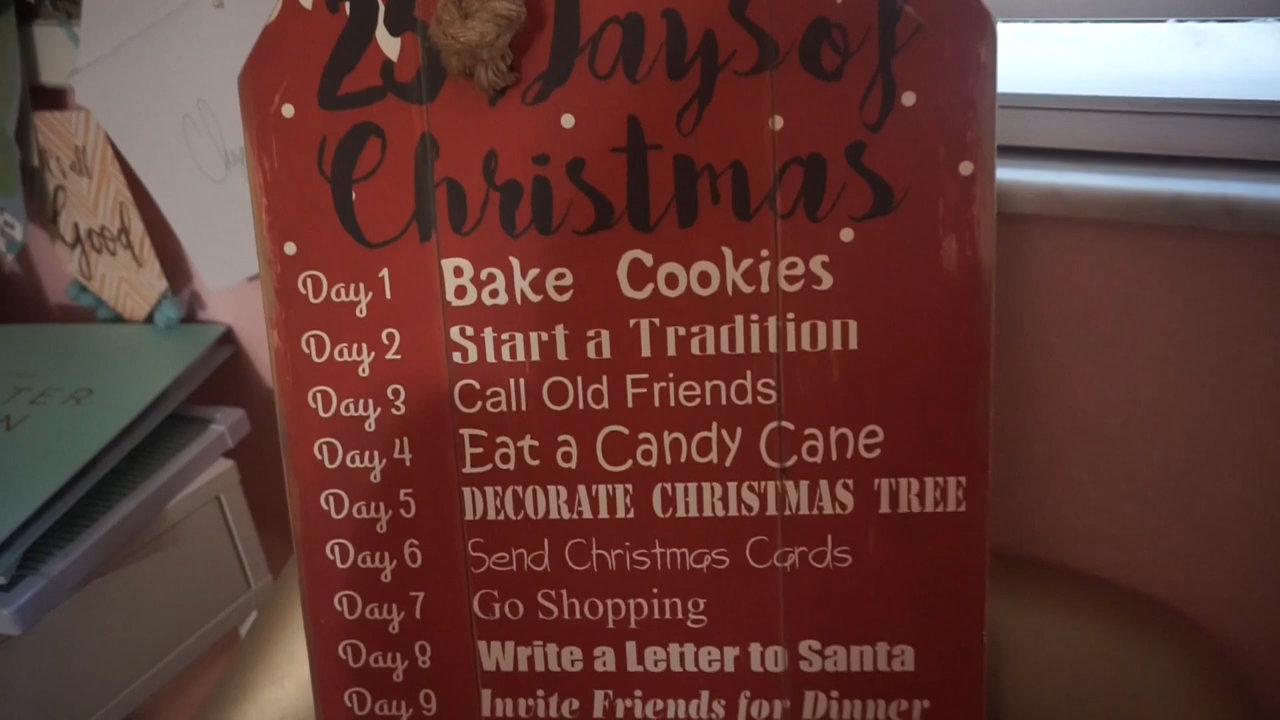 25 Days of
Christmas
Day 1 Bake Cookies
Day 2 Start a Tradition
Day 3 Call Old Friends
Day 4 Eat a Candy Cane
Day 5 DECORATE CHRISTMAS TREE
Day 6 Send Christmas Cards
Day 7 Go Shopping
Day 8 Write a Letter to Santa
Day 9 Invite Friends for Dinner
all
Good